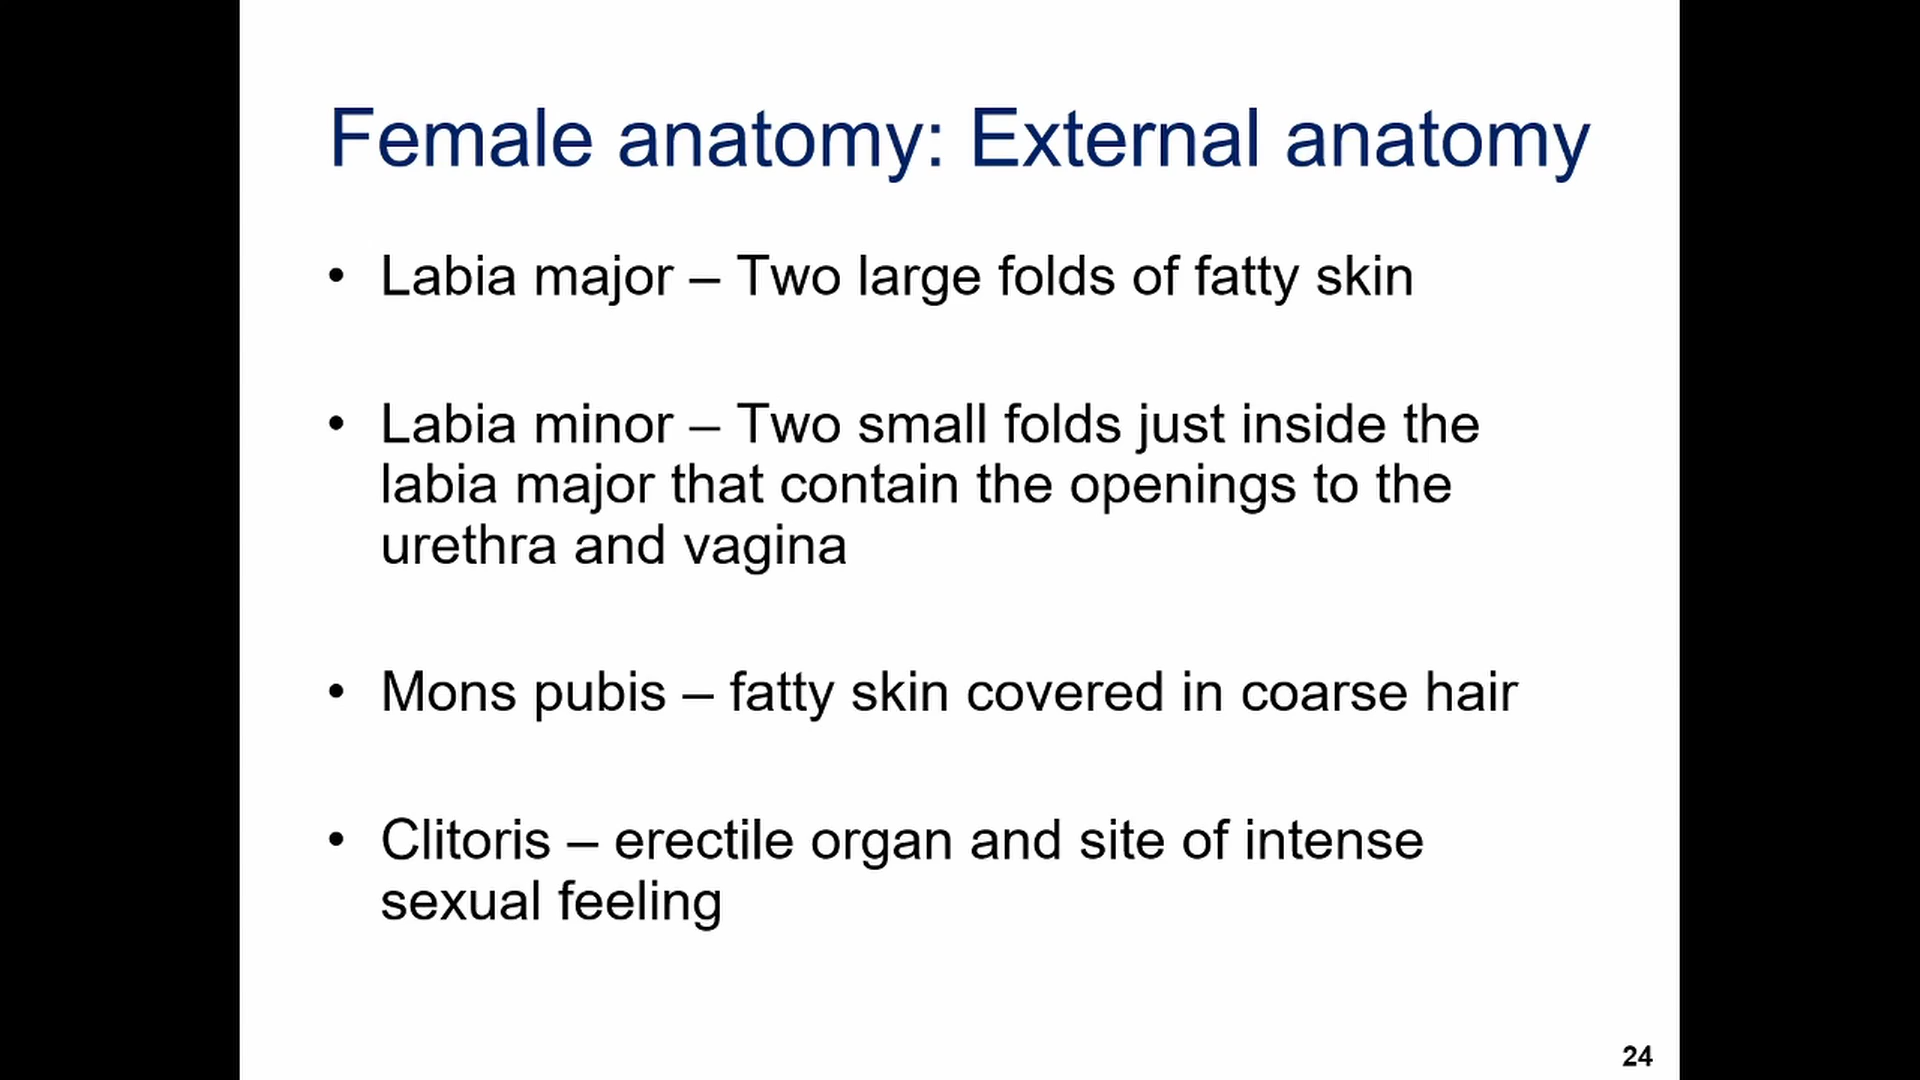 Female anatomy: External anatomy
• Labia major – Two large folds of fatty skin
• Labia minor – Two small folds just inside the
labia major that contain the openings to the
urethra and vagina
• Mons pubis – fatty skin covered in coarse hair
• Clitoris – erectile organ and site of intense
sexual feeling
24